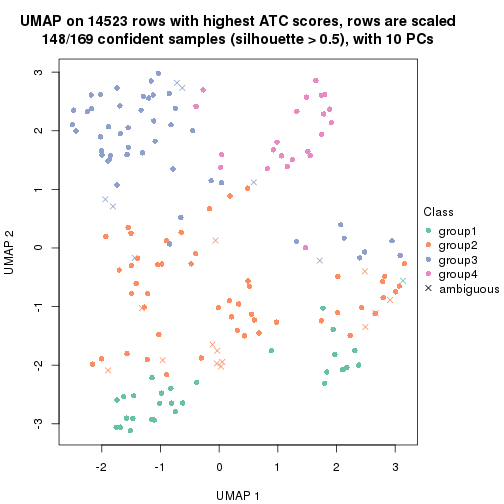 UMAP on 14523 rows with highest ATC scores, rows are scaled
148/169 confident samples (silhouette > 0.5), with 10 PCs
3
2
1
0
-1
-2
-3
UMAP 2
-2
-1
0
1
2
3
UMAP 1
Class
group1
group2
group3
group4
ambiguous